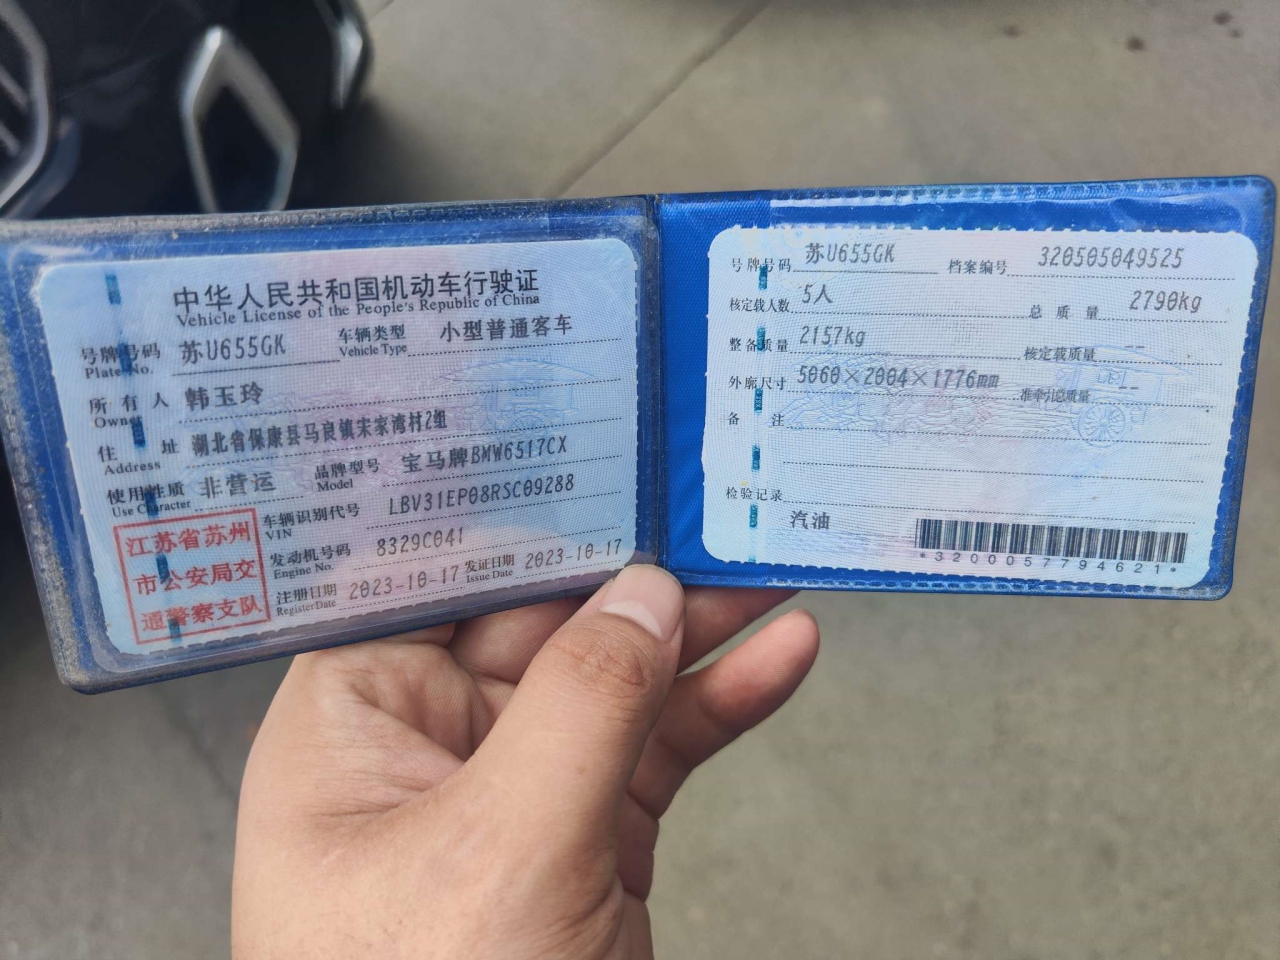 中华人民共和国机动车行驶证
Vehicle License of the People's Republic of China
号牌号码 苏U655GK 车辆类型 小型普通客车
Plate No. Vehicle Type
所有人 韩玉玲
Owner
住址 湖北省保康县马良镇宋家湾村2组
Address
使用性质 非营运 品牌型号 宝马牌BMW6517CX
Use Character Model
江苏省苏州
市公安局交
通警察支队
车辆识别代号 LBV31EP08RSC09288
VIN
发动机号码 8329C041
Engine No.
注册日期 2023-10-17 发证日期 2023-10-17
Register Date Issue Date
号牌号码 苏U655GK 档案编号 320505049525
核定载人数 5人 总质量 2790kg
整备质量 2157kg 核定载质量 --
外廓尺寸 5060×2004×1776mm 准牵引总质量 --
备注
检验记录
汽油
*3200057794621*